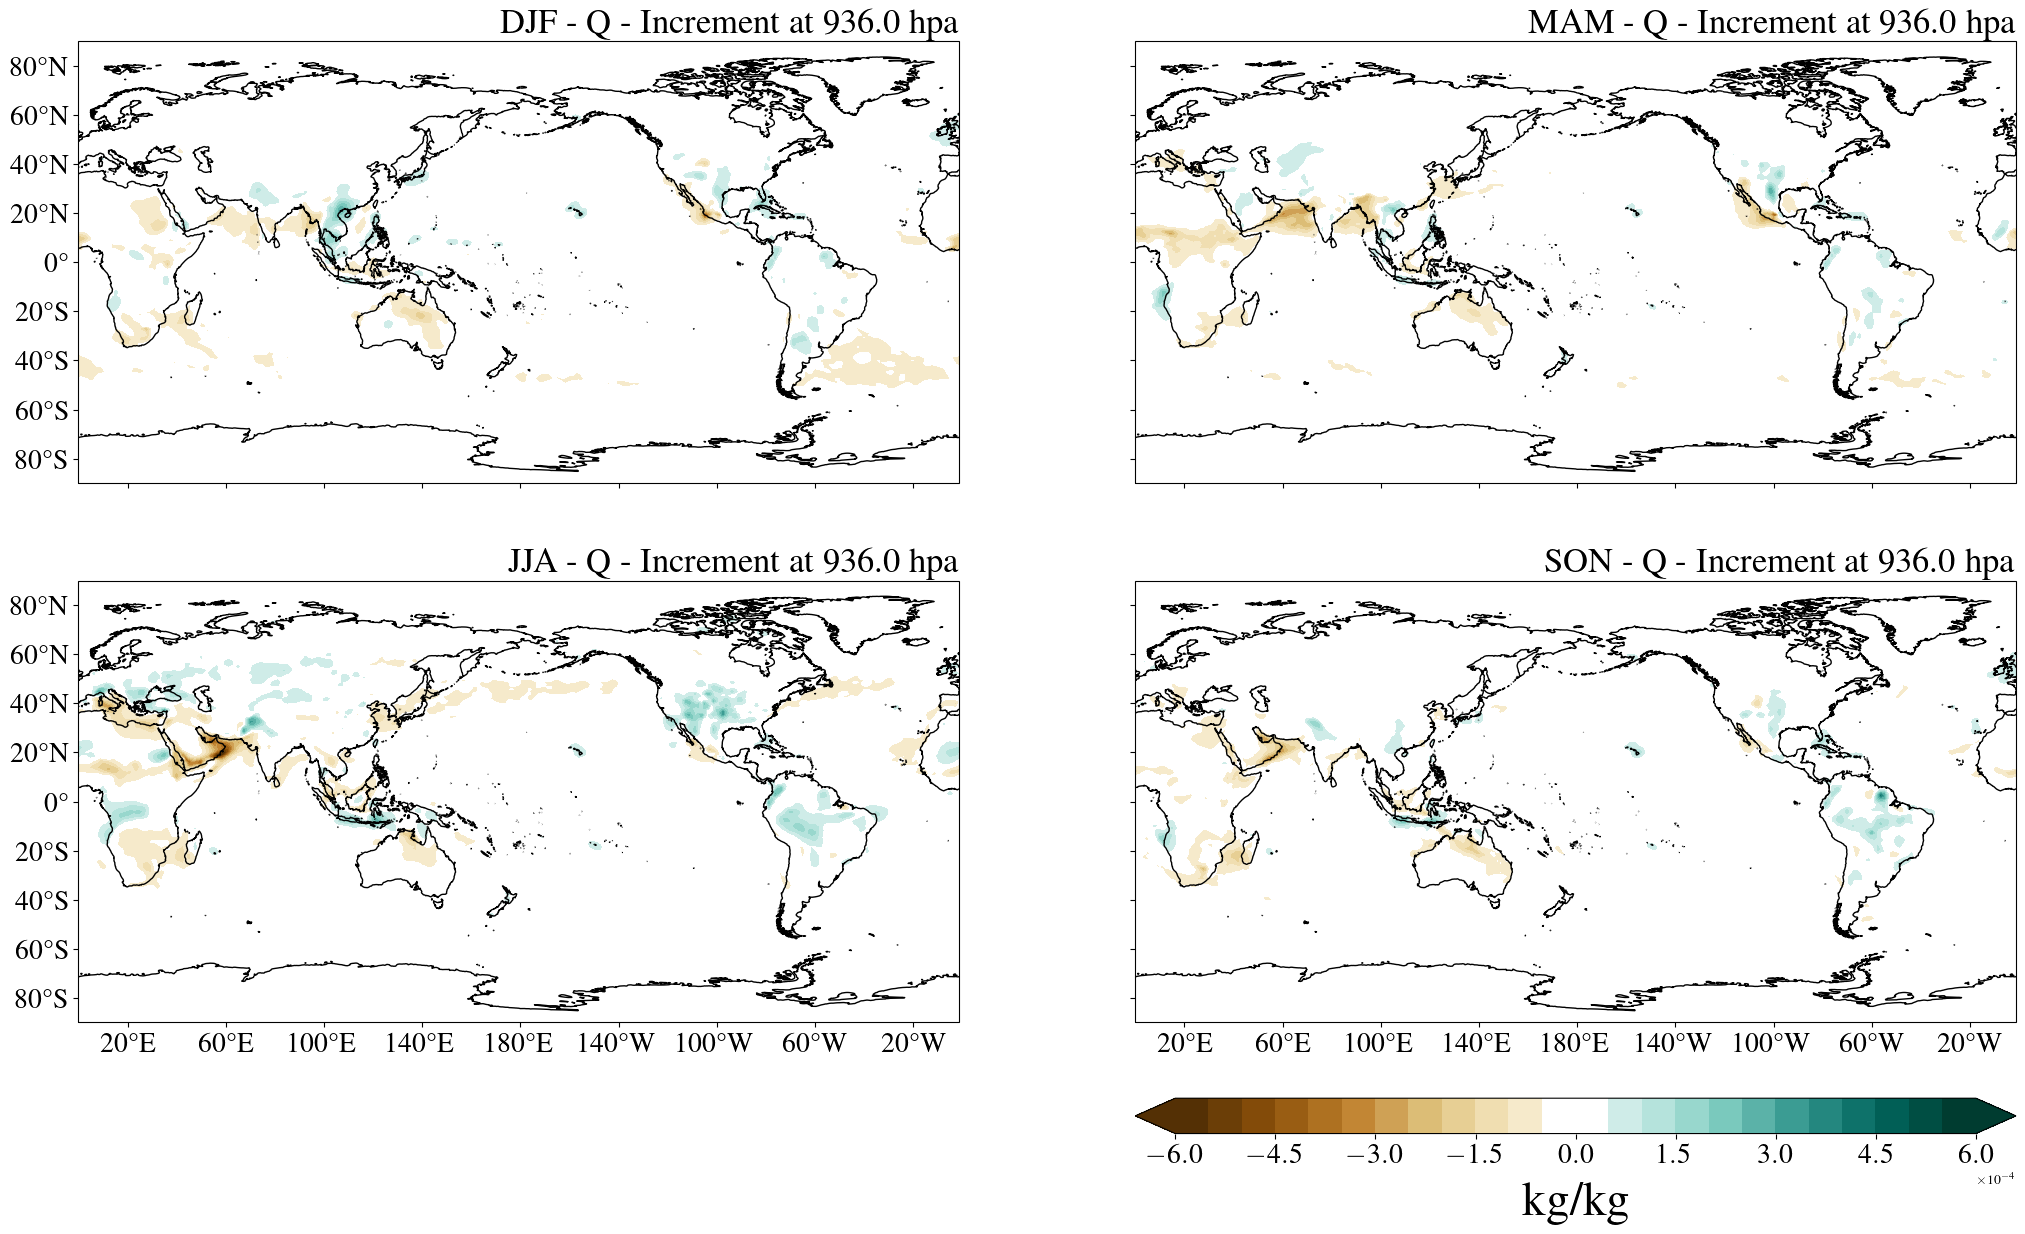 DJF - Q - Increment at 936.0 hpa
MAM - Q - Increment at 936.0 hpa
80°N
60°N
40°N
20°N
0°
20°S
40°S
60°S
80°S
JJA - Q - Increment at 936.0 hpa
SON - Q - Increment at 936.0 hpa
80°N
60°N
40°N
20°N
0°
20°S
40°S
60°S
80°S
20°E 60°E 100°E 140°E 180°E 140°W 100°W 60°W 20°W
20°E 60°E 100°E 140°E 180°E 140°W 100°W 60°W 20°W
−6.0 −4.5 −3.0 −1.5 0.0 1.5 3.0 4.5 6.0
×10⁻⁴
kg/kg